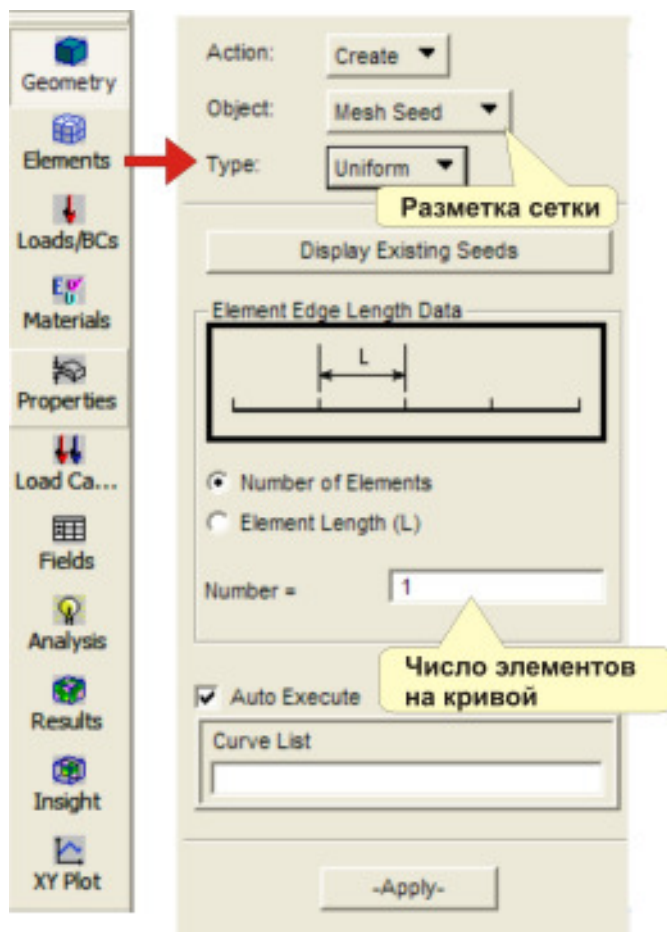 Geometry
Elements
Loads/BCs
Materials
Properties
Load Ca...
Fields
Analysis
Results
Insight
XY Plot
Action: Create
Object: Mesh Seed
Type: Uniform
Разметка сетки
Display Existing Seeds
Element Edge Length Data
L
Number of Elements
Element Length (L)
Number = 1
Число элементов
на кривой
Auto Execute
Curve List
-Apply-